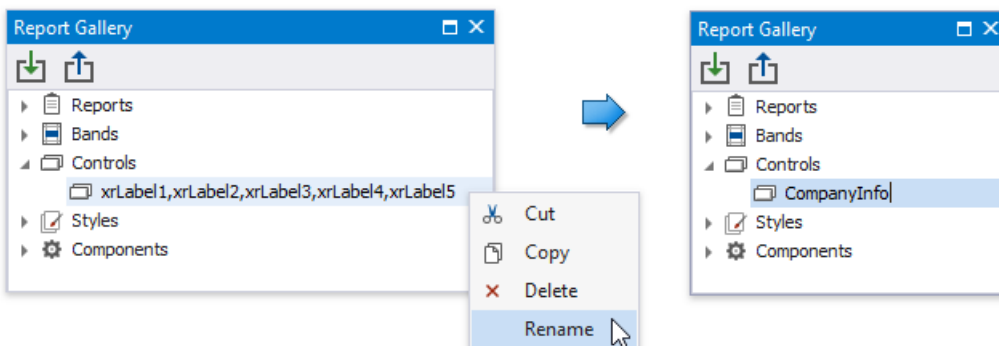 Report Gallery
Reports
Bands
Controls
xrLabel1,xrLabel2,xrLabel3,xrLabel4,xrLabel5
Styles
Components
Cut
Copy
Delete
Rename
Report Gallery
Reports
Bands
Controls
CompanyInfo
Styles
Components